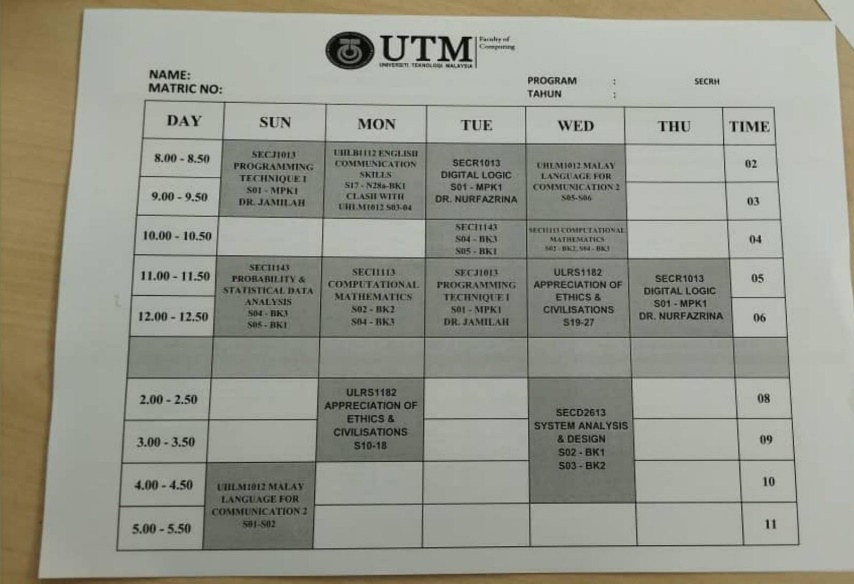 UTM
Faculty of
Computing
UNIVERSITI TEKNOLOGI MALAYSIA
NAME:
MATRIC NO:
PROGRAM : SECRH
TAHUN :
DAY SUN MON TUE WED THU TIME
8.00 - 8.50
9.00 - 9.50
SECJ1013
PROGRAMMING
TECHNIQUE I
S01 - MPK1
DR. JAMILAH
UHLB1112 ENGLISH
COMMUNICATION
SKILLS
S17 - N28a-BK1
CLASH WITH
UHLM1012 S03-04
SECR1013
DIGITAL LOGIC
S01 - MPK1
DR. NURFAZRINA
UHLM1012 MALAY
LANGUAGE FOR
COMMUNICATION 2
S05-S06
02
03
10.00 - 10.50
SECI1143
S04 - BK3
S05 - BK1
SECI1113 COMPUTATIONAL
MATHEMATICS
S02 - BK2, S04 - BK3
04
11.00 - 11.50
12.00 - 12.50
SECI1143
PROBABILITY &
STATISTICAL DATA
ANALYSIS
S04 - BK3
S05 - BK1
SECI1113
COMPUTATIONAL
MATHEMATICS
S02 - BK2
S04 - BK3
SECJ1013
PROGRAMMING
TECHNIQUE I
S01 - MPK1
DR. JAMILAH
ULRS1182
APPRECIATION OF
ETHICS &
CIVILISATIONS
S19-27
SECR1013
DIGITAL LOGIC
S01 - MPK1
DR. NURFAZRINA
05
06
2.00 - 2.50
3.00 - 3.50
ULRS1182
APPRECIATION OF
ETHICS &
CIVILISATIONS
S10-18
SECD2613
SYSTEM ANALYSIS
& DESIGN
S02 - BK1
S03 - BK2
08
09
4.00 - 4.50
5.00 - 5.50
UHLM1012 MALAY
LANGUAGE FOR
COMMUNICATION 2
S01-S02
10
11